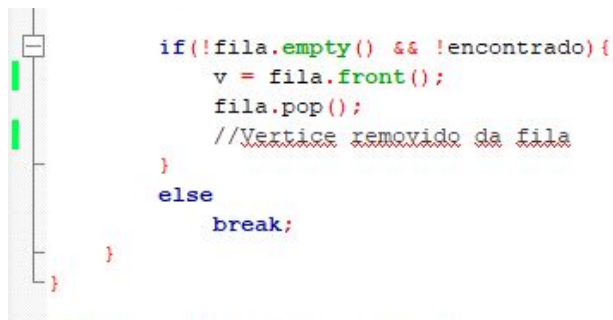 if(!fila.empty() && !encontrado){
v = fila.front();
fila.pop();
//Vertice removido da fila
}
else
break;
}
}